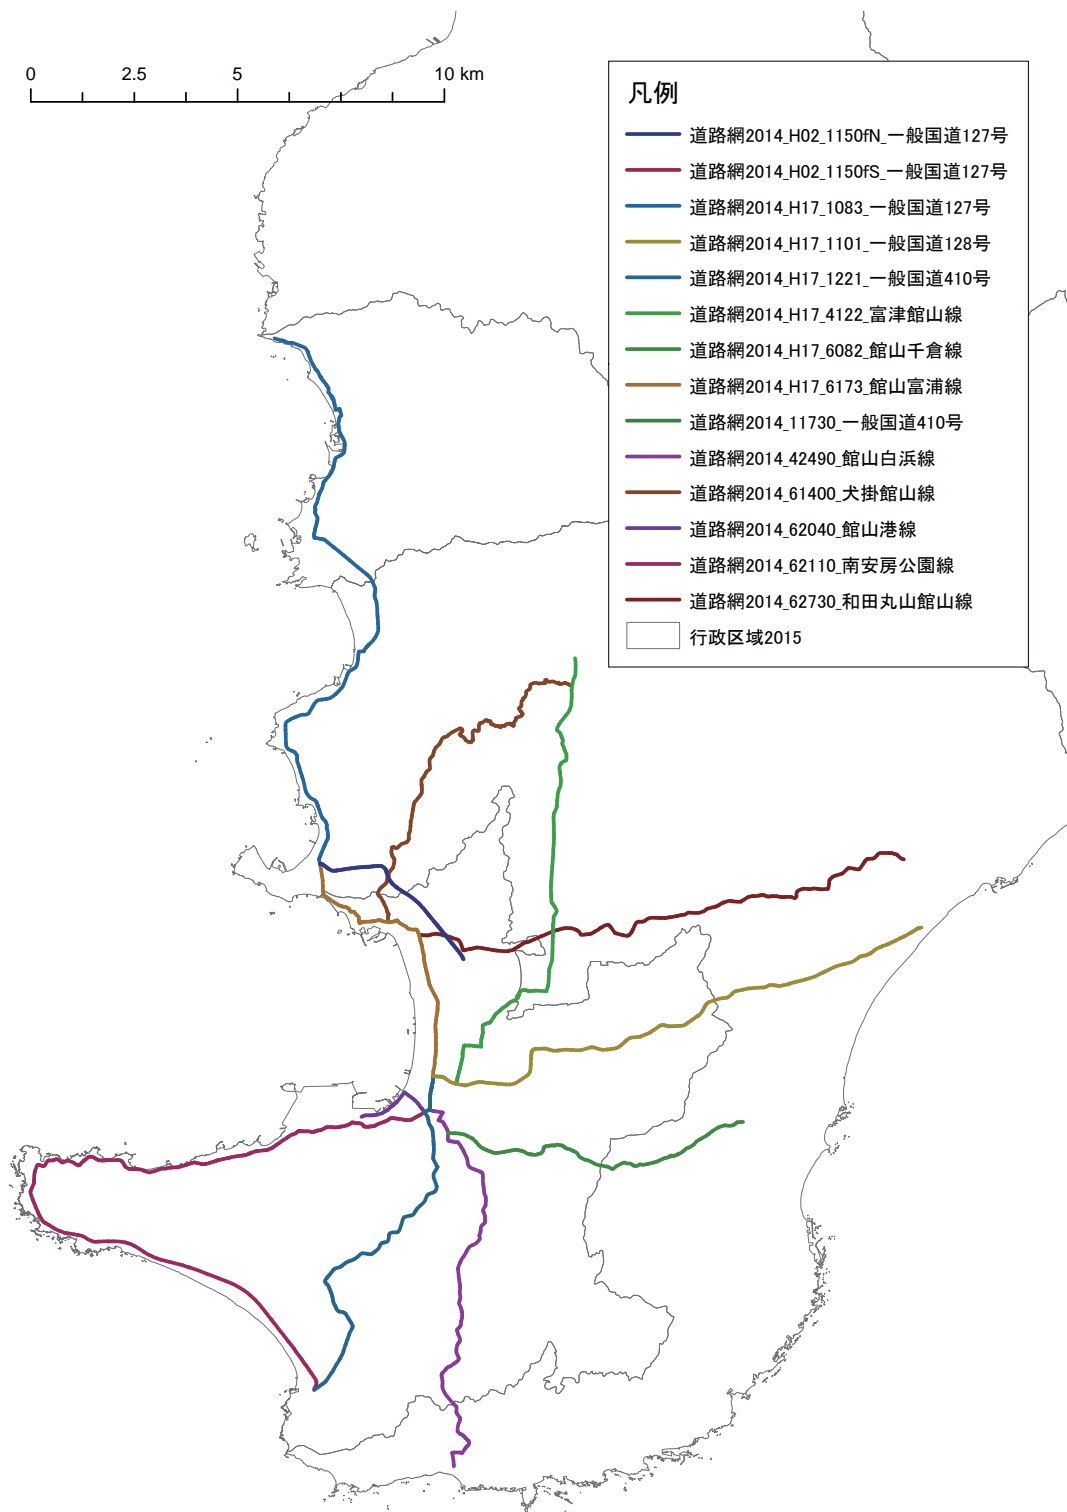 0 2.5 5 10 km
凡例
道路網2014_H02_1150fN_一般国道127号
道路網2014_H02_1150fS_一般国道127号
道路網2014_H17_1083_一般国道127号
道路網2014_H17_1101_一般国道128号
道路網2014_H17_1221_一般国道410号
道路網2014_H17_4122_富津館山線
道路網2014_H17_6082_館山千倉線
道路網2014_H17_6173_館山富浦線
道路網2014_11730_一般国道410号
道路網2014_42490_館山白浜線
道路網2014_61400_犬掛館山線
道路網2014_62040_館山港線
道路網2014_62110_南安房公園線
道路網2014_62730_和田丸山館山線
行政区域2015